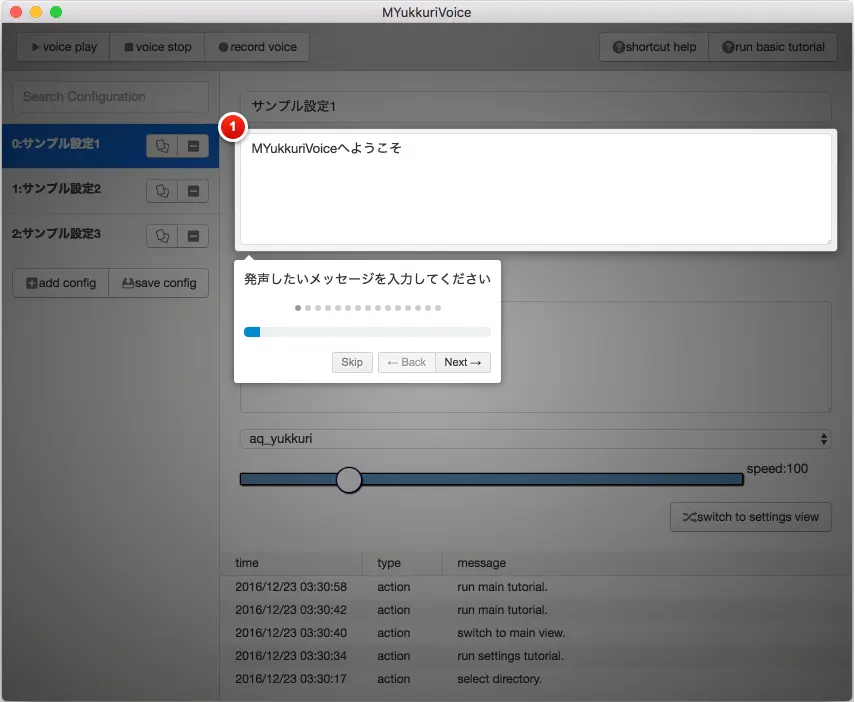 MYukkuriVoice
voice play
voice stop
record voice
shortcut help
run basic tutorial
Search Configuration
サンプル設定1
1
0:サンプル設定1
MYukkuriVoiceへようこそ
1:サンプル設定2
2:サンプル設定3
add config
save config
発声したいメッセージを入力してください
Skip
← Back
Next →
aq_yukkuri
speed:100
switch to settings view
time type message
2016/12/23 03:30:58 action run main tutorial.
2016/12/23 03:30:42 action run main tutorial.
2016/12/23 03:30:40 action switch to main view.
2016/12/23 03:30:34 action run settings tutorial.
2016/12/23 03:30:17 action select directory.